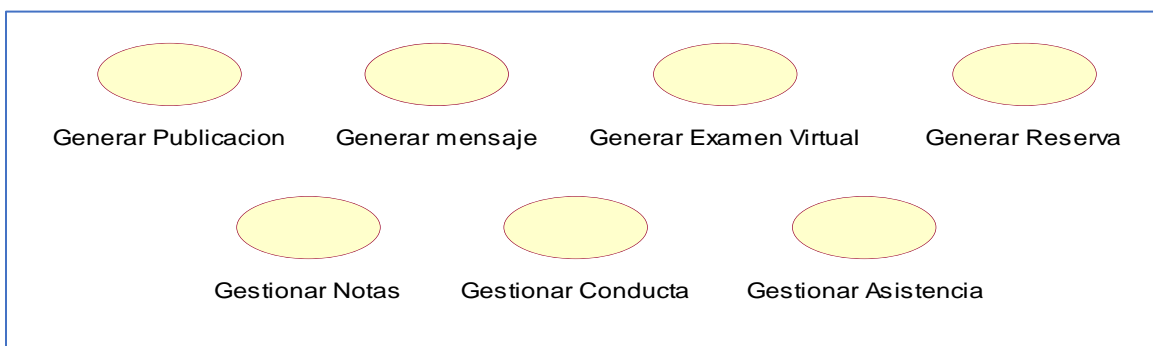 Generar Publicacion
Generar mensaje
Generar Examen Virtual
Generar Reserva
Gestionar Notas
Gestionar Conducta
Gestionar Asistencia